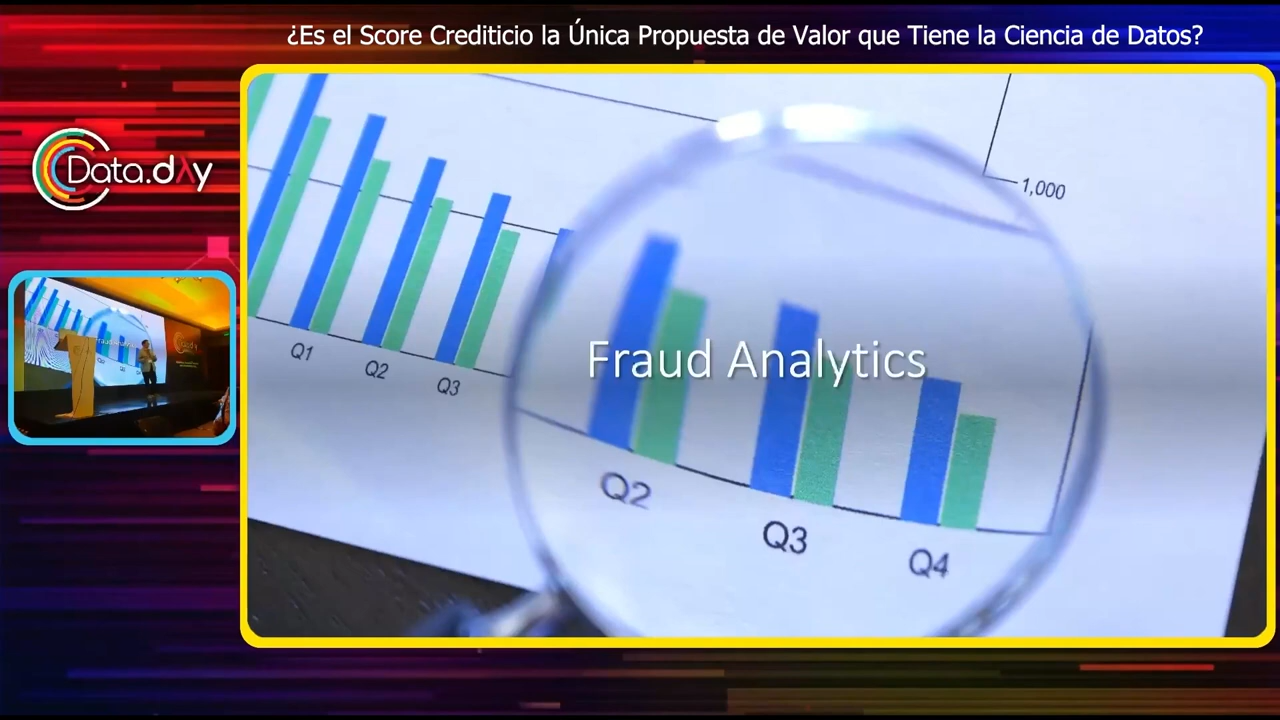 ¿Es el Score Crediticio la Única Propuesta de Valor que Tiene la Ciencia de Datos?
Data.dAy
1,000
Fraud Analytics
Q1
Q2
Q3
Q2
Q3
Q4